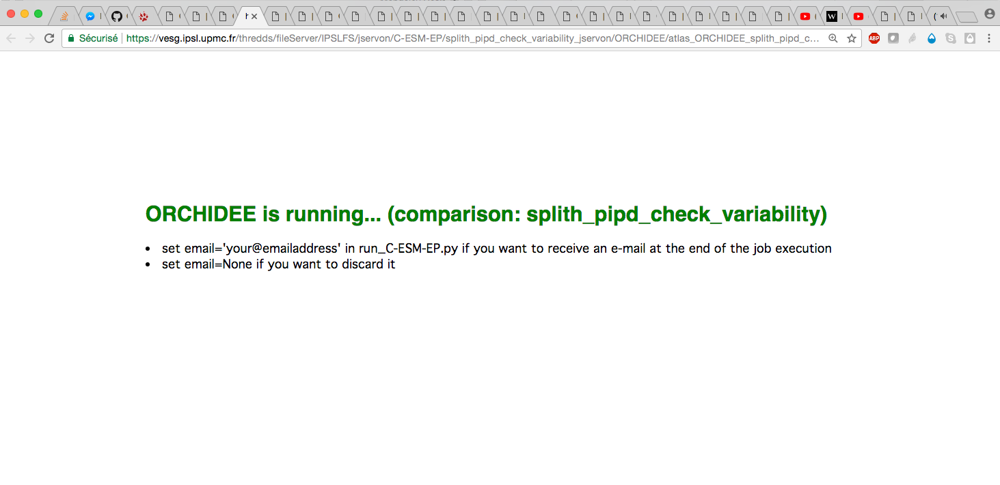 Sécurisé https://vesg.ipsl.upmc.fr/thredds/fileServer/IPSLFS/jservon/C-ESM-EP/splith_pipd_check_variability_jservon/ORCHIDEE/atlas_ORCHIDEE_splith_pipd_c... ABP
ORCHIDEE is running... (comparison: splith_pipd_check_variability)
• set email='your@emailaddress' in run_C-ESM-EP.py if you want to receive an e-mail at the end of the job execution
• set email=None if you want to discard it